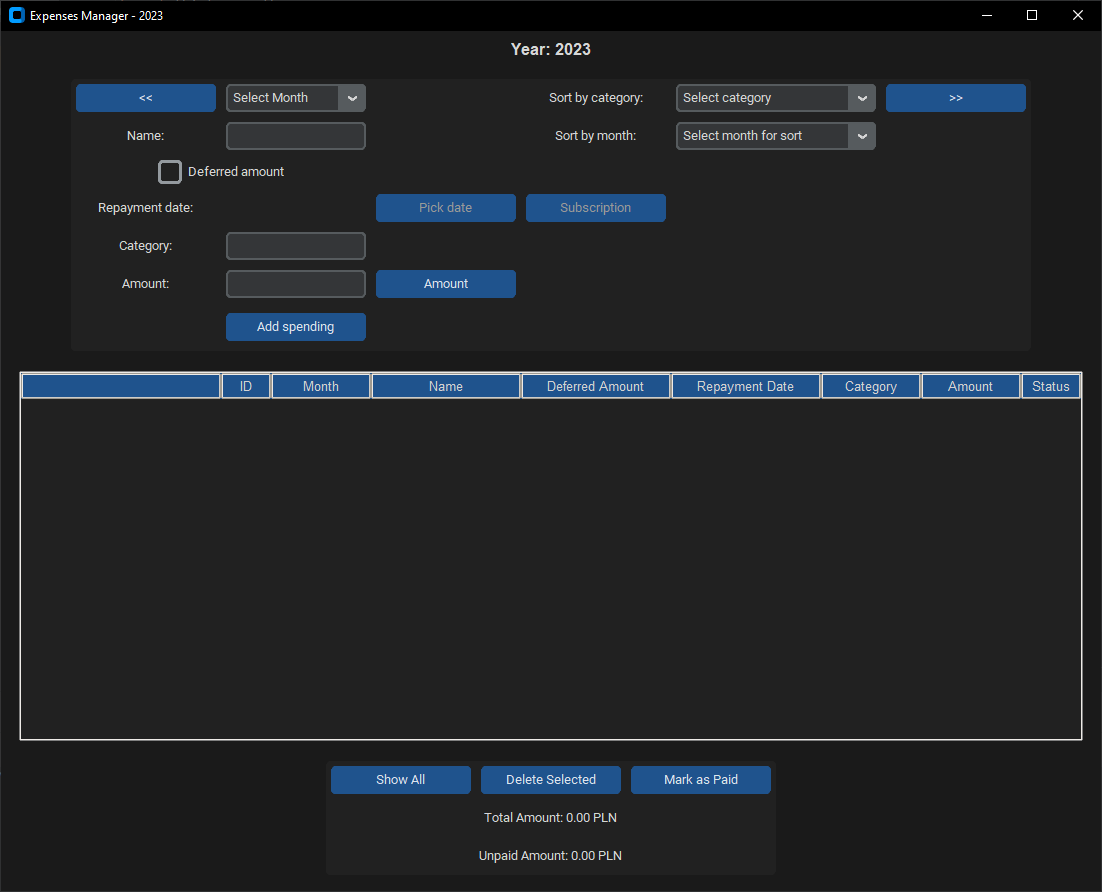 Expenses Manager - 2023
Year: 2023
<< Select Month Sort by category: Select category >>
Name: Sort by month: Select month for sort
Deferred amount
Repayment date: Pick date Subscription
Category:
Amount: Amount
Add spending
ID Month Name Deferred Amount Repayment Date Category Amount Status
Show All Delete Selected Mark as Paid
Total Amount: 0.00 PLN
Unpaid Amount: 0.00 PLN